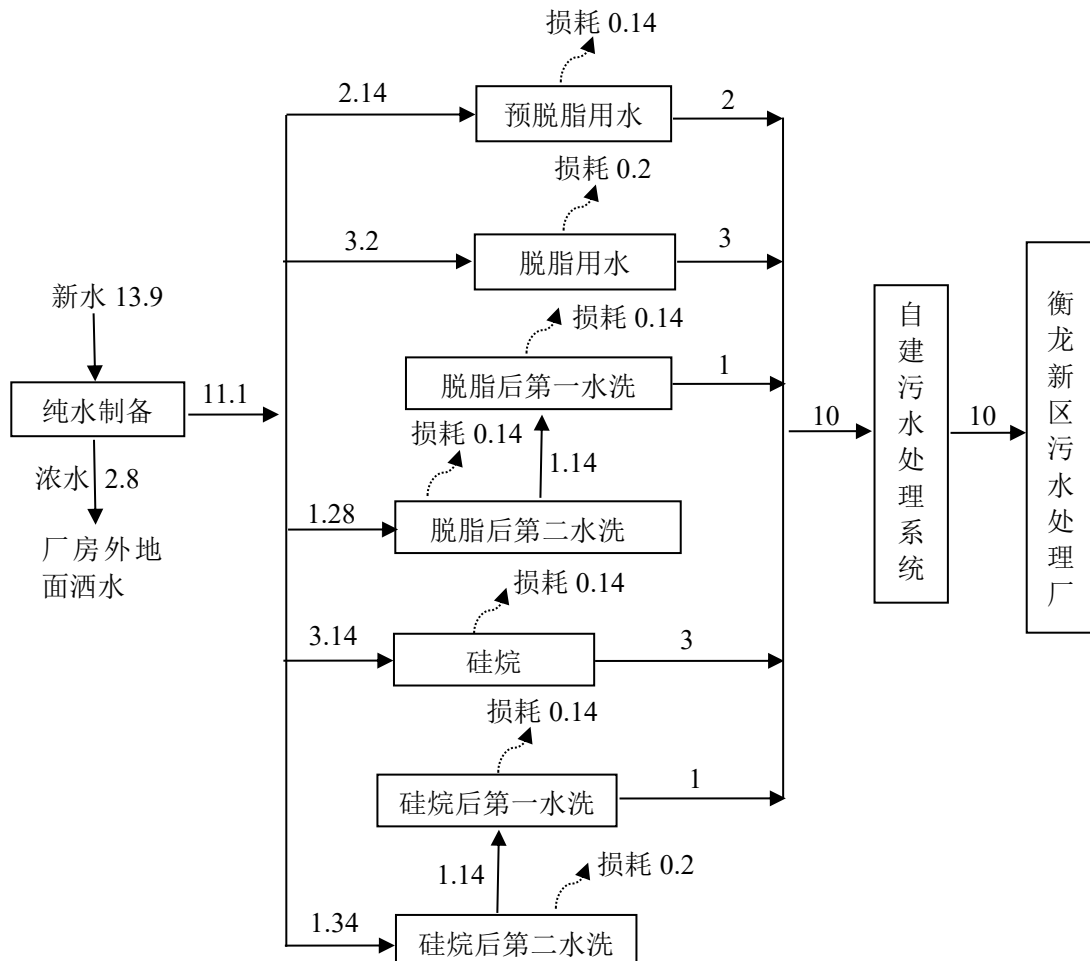 损耗 0.14
2.14
预脱脂用水
2
损耗 0.2
3.2
脱脂用水
3
新水 13.9
损耗 0.14
纯水制备
11.1
脱脂后第一水洗
1
损耗 0.14
1.14
浓水 2.8
1.28
脱脂后第二水洗
厂房外地
面洒水
10
自建污水处理系统
10
衡龙新区污水处理厂
损耗 0.14
3.14
硅烷
3
损耗 0.14
硅烷后第一水洗
1
1.14
损耗 0.2
1.34
硅烷后第二水洗